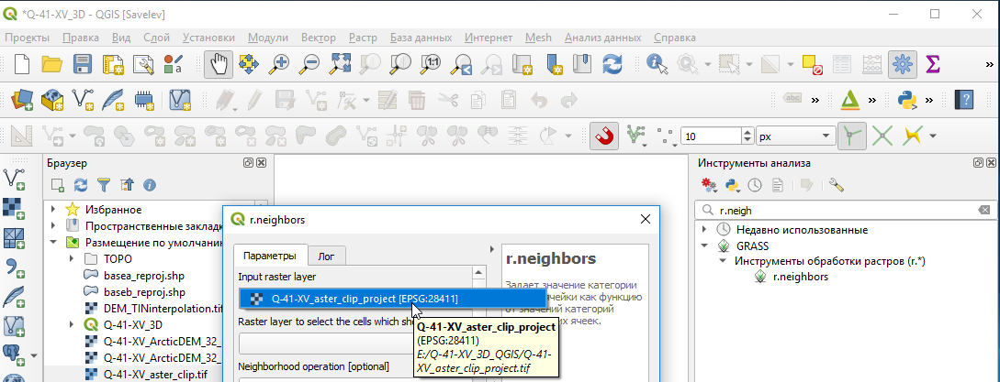 *Q-41-XV_3D - QGIS [Savelev]
Проекты Правка Вид Слой Установки Модули Вектор Растр База данных Интернет Mesh Анализ данных Справка
1:1
abc
10 px
Браузер
Избранное
Пространственные заклад
Размещение по умолчани
TOPO
basea_reproj.shp
baseb_reproj.shp
DEM_TINinterpolation.tif
Q-41-XV_3D
Q-41-XV_ArcticDEM_32_
Q-41-XV_ArcticDEM_32_
Q-41-XV_aster_clip.tif
r.neighbors
Параметры Лог
Input raster layer
Q-41-XV_aster_clip_project [EPSG:28411]
Raster layer to select the cells which sh
Neighborhood operation [optional]
r.neighbors
Задает значение категории
ячейки как функцию
от значений категорий
их ячеек.
Q-41-XV_aster_clip_project
(EPSG:28411)
E:/Q-41-XV_3D_QGIS/Q-41-
XV_aster_clip_project.tif
Инструменты анализа
r.neigh
Недавно использованные
GRASS
Инструменты обработки растров (r.*)
r.neighbors